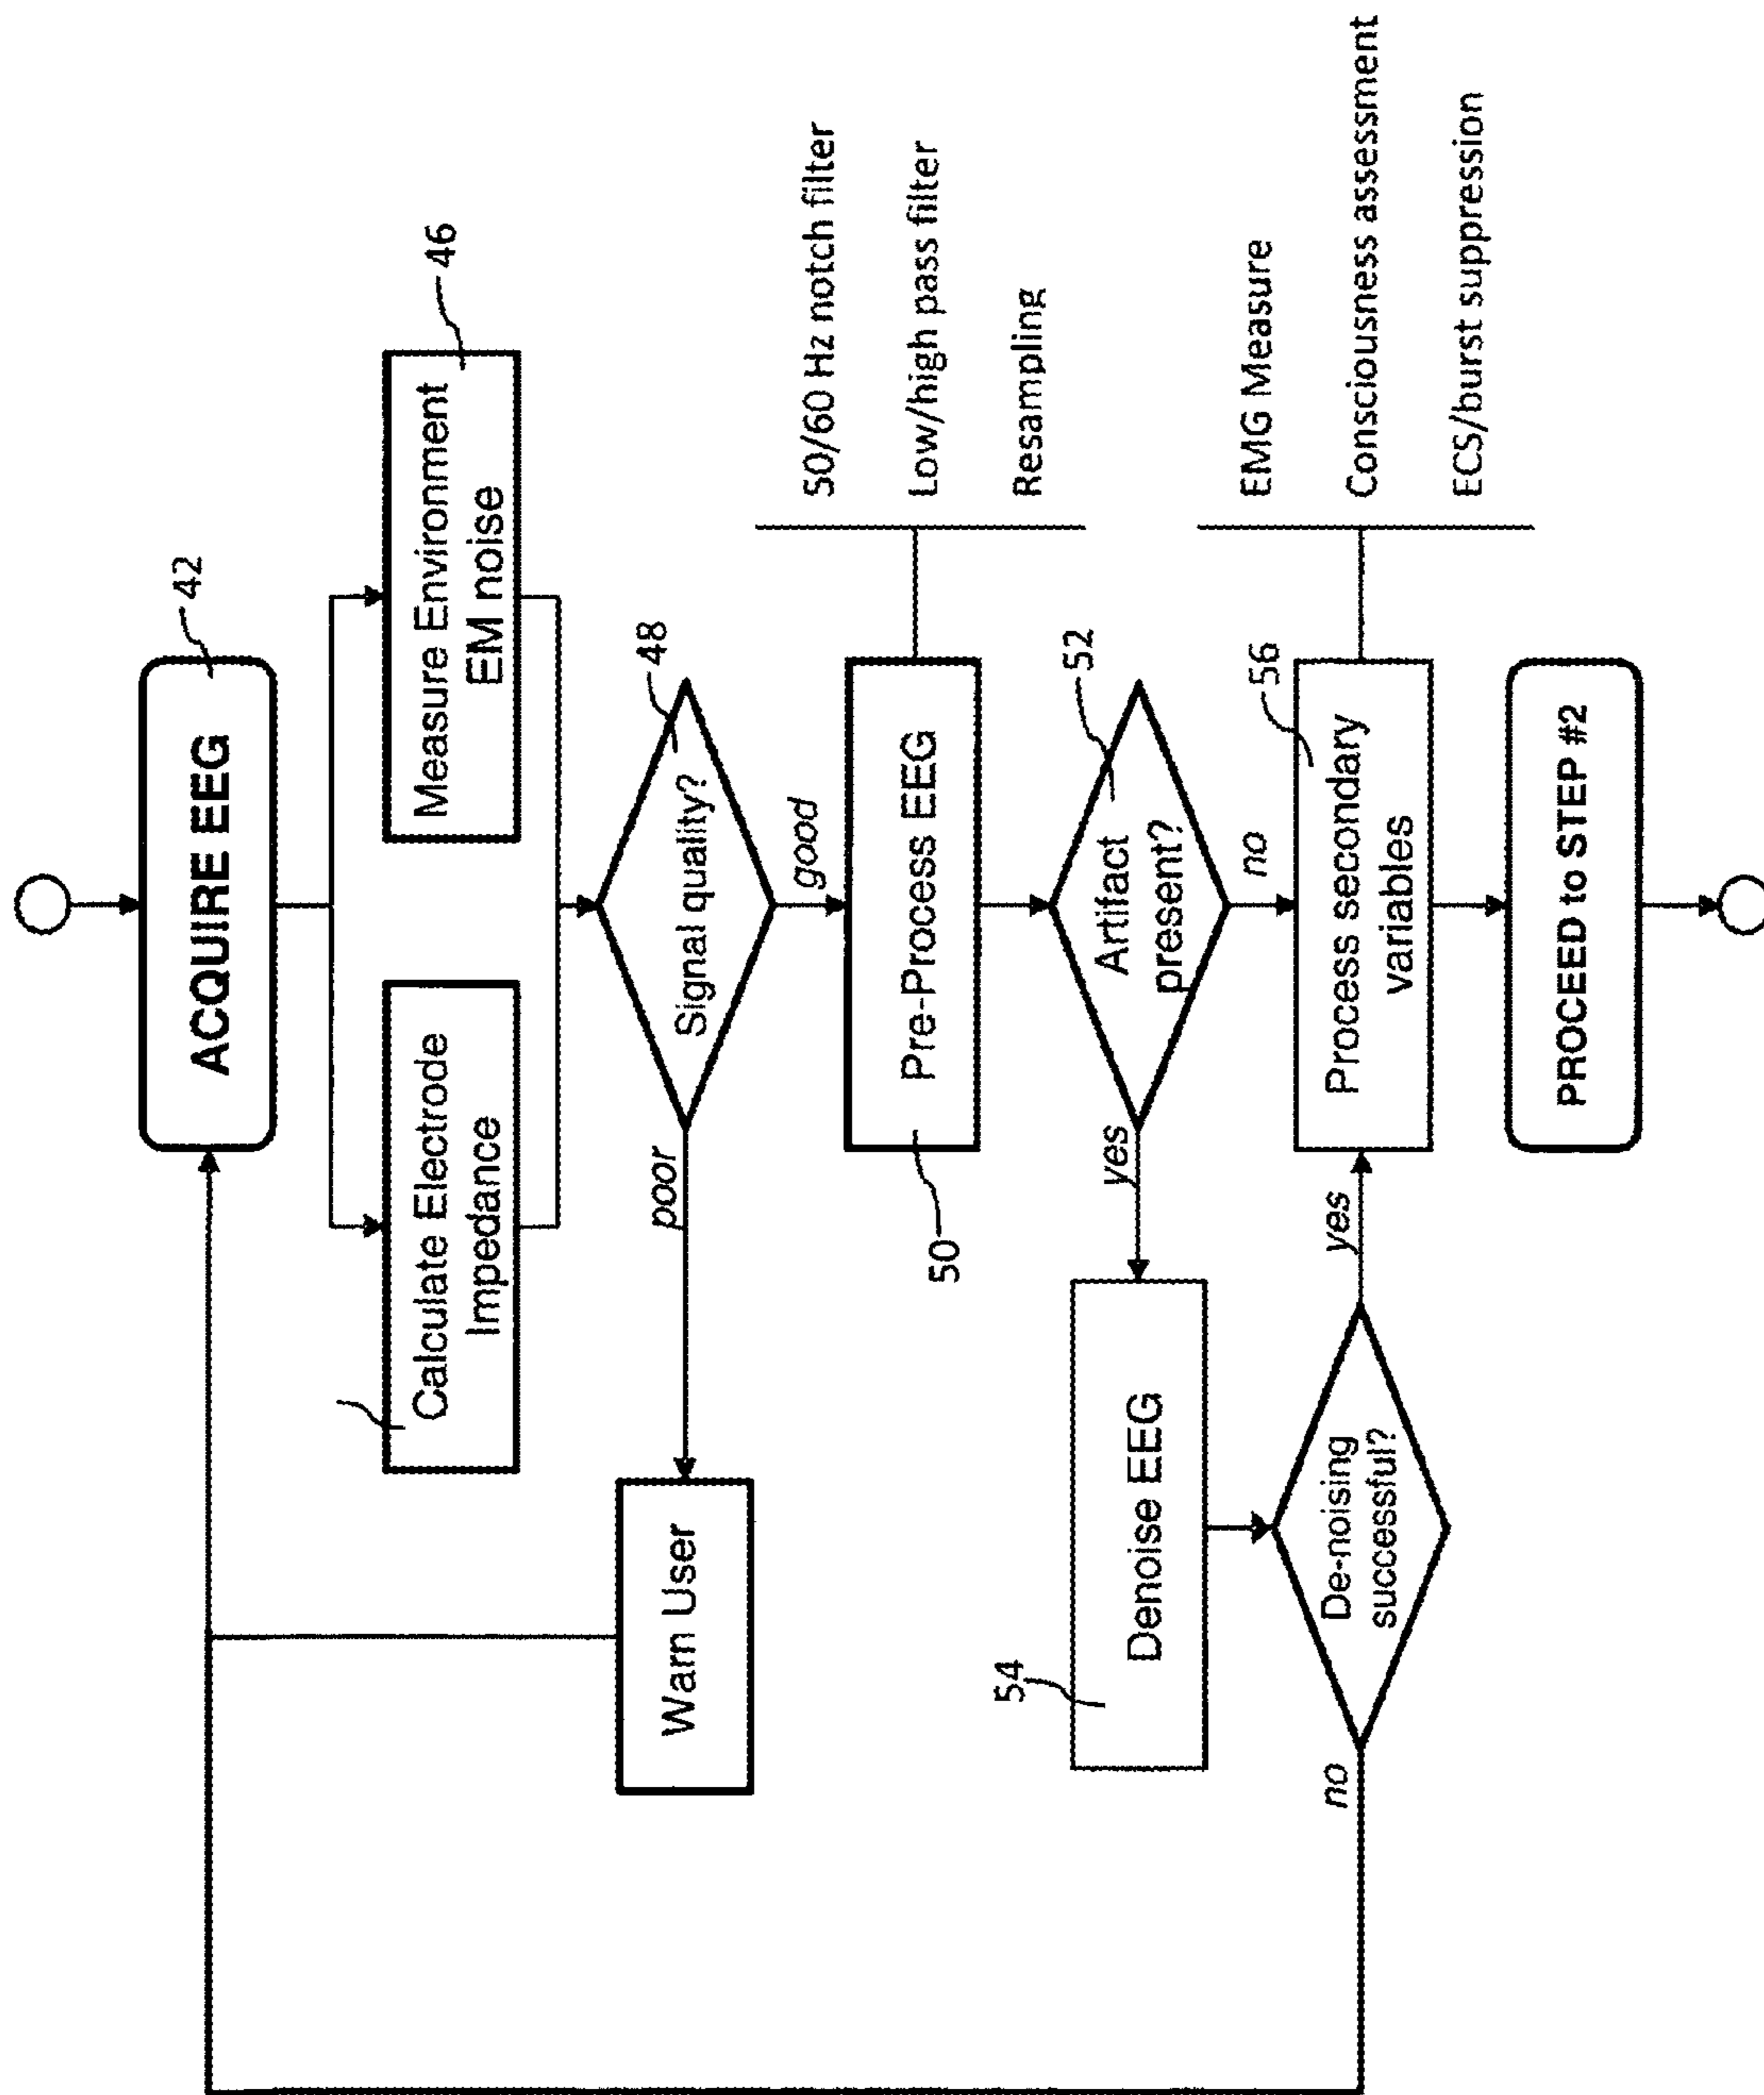 ACQUIRE EEG
42
Calculate Electrode
Impedance
Measure Environment
EM noise
46
Signal quality?
48
poor
good
Warn User
Pre-Process EEG
50
50/60 Hz notch filter
Low/high pass filter
Resampling
Artifact
present?
52
yes
no
Denoise EEG
54
De-noising
successful?
yes
no
Process secondary
variables
56
EMG Measure
Consciousness assessment
ECS/burst suppression
PROCEED to STEP #2